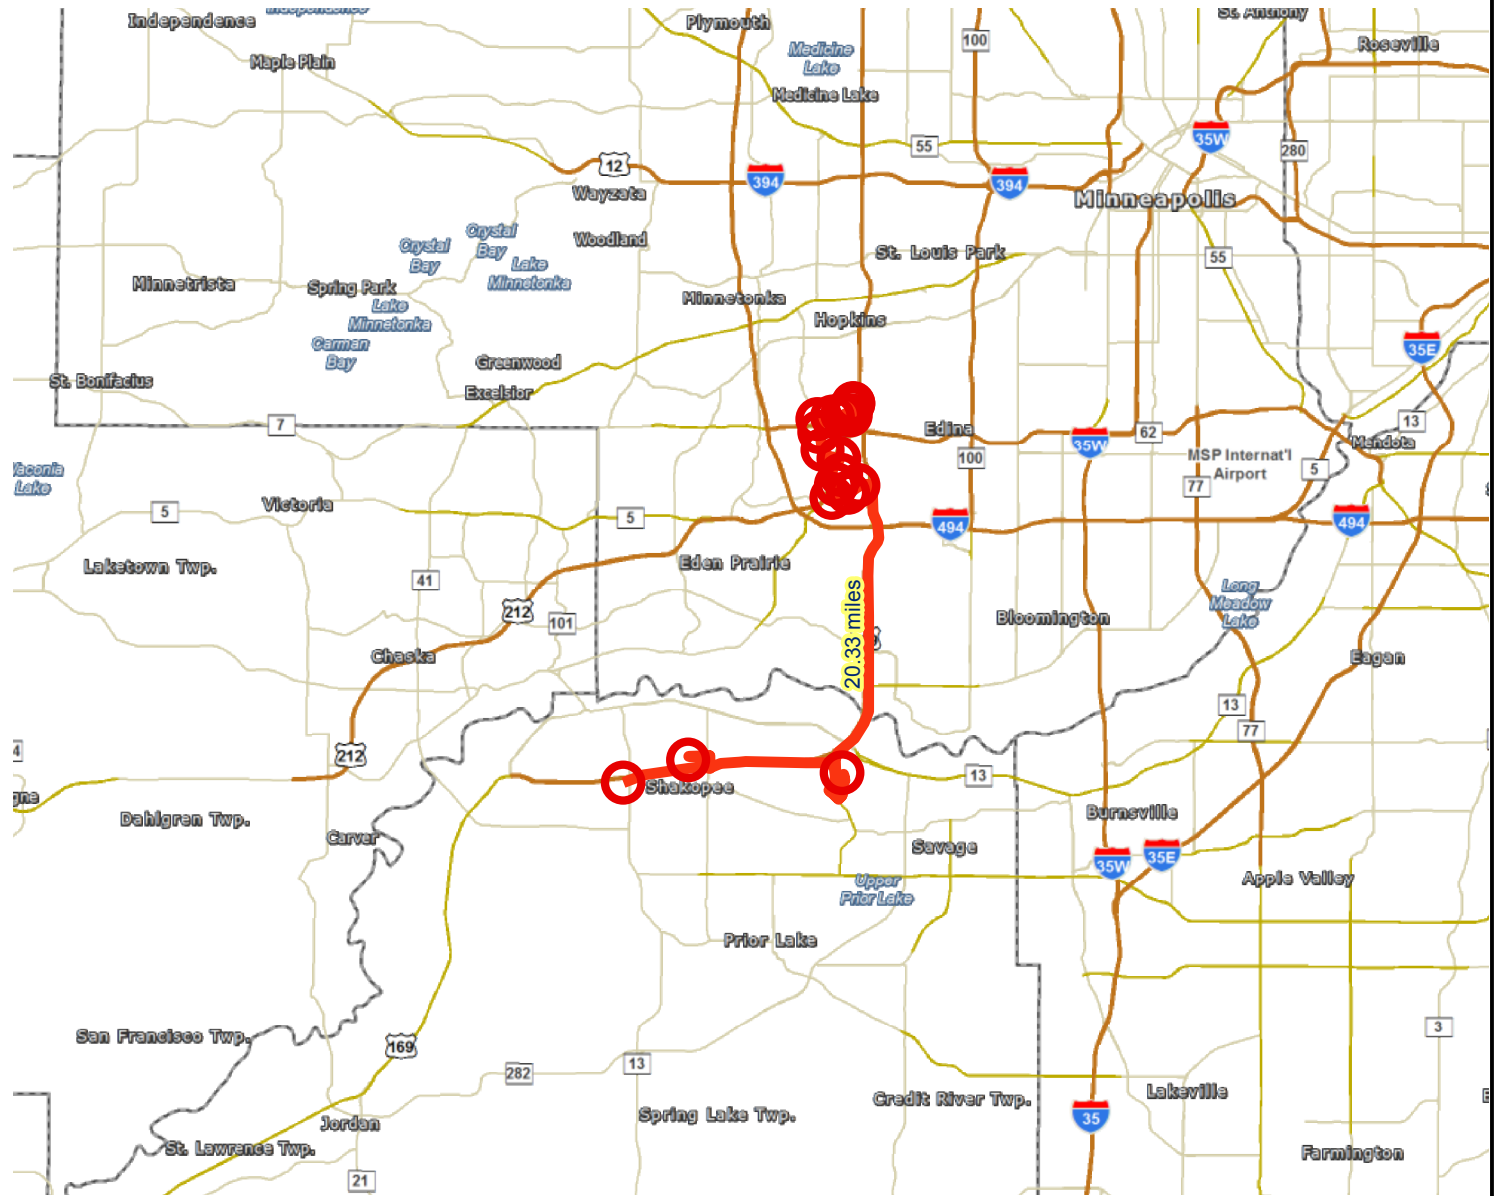 Independence
Independence
Plymouth
St. Anthony
100
Roseville
Maple Plain
Medicine
Lake
Medicine Lake
55
35W
280
12
394
394
Wayzata
Minneapolis
Crystal
Bay
Crystal
Bay
Woodland
St. Louis Park
55
Lake
Minnetonka
Minnetrista
Spring Park
Lake
Minnetonka
Minnetonka
Hopkins
Carman
Bay
35E
Greenwood
St. Bonifacius
Excelsior
7
Edina
35W
62
13
Mendota
100
MSP Internat'l
Airport
5
77
Waconia
Lake
Victoria
5
5
494
494
Eden Prairie
Laketown Twp.
41
212
101
20.33 miles
Long
Meadow
Lake
Bloomington
Chaska
Eagan
13
77
212
4
13
Shakopee
gne
Dahlgren Twp.
Carver
Burnsville
Savage
35W
35E
Upper
Prior Lake
Apple Valley
Prior Lake
San Francisco Twp.
169
3
282
13
Credit River Twp.
Lakeville
Spring Lake Twp.
35
Jordan
St. Lawrence Twp.
Farmington
21